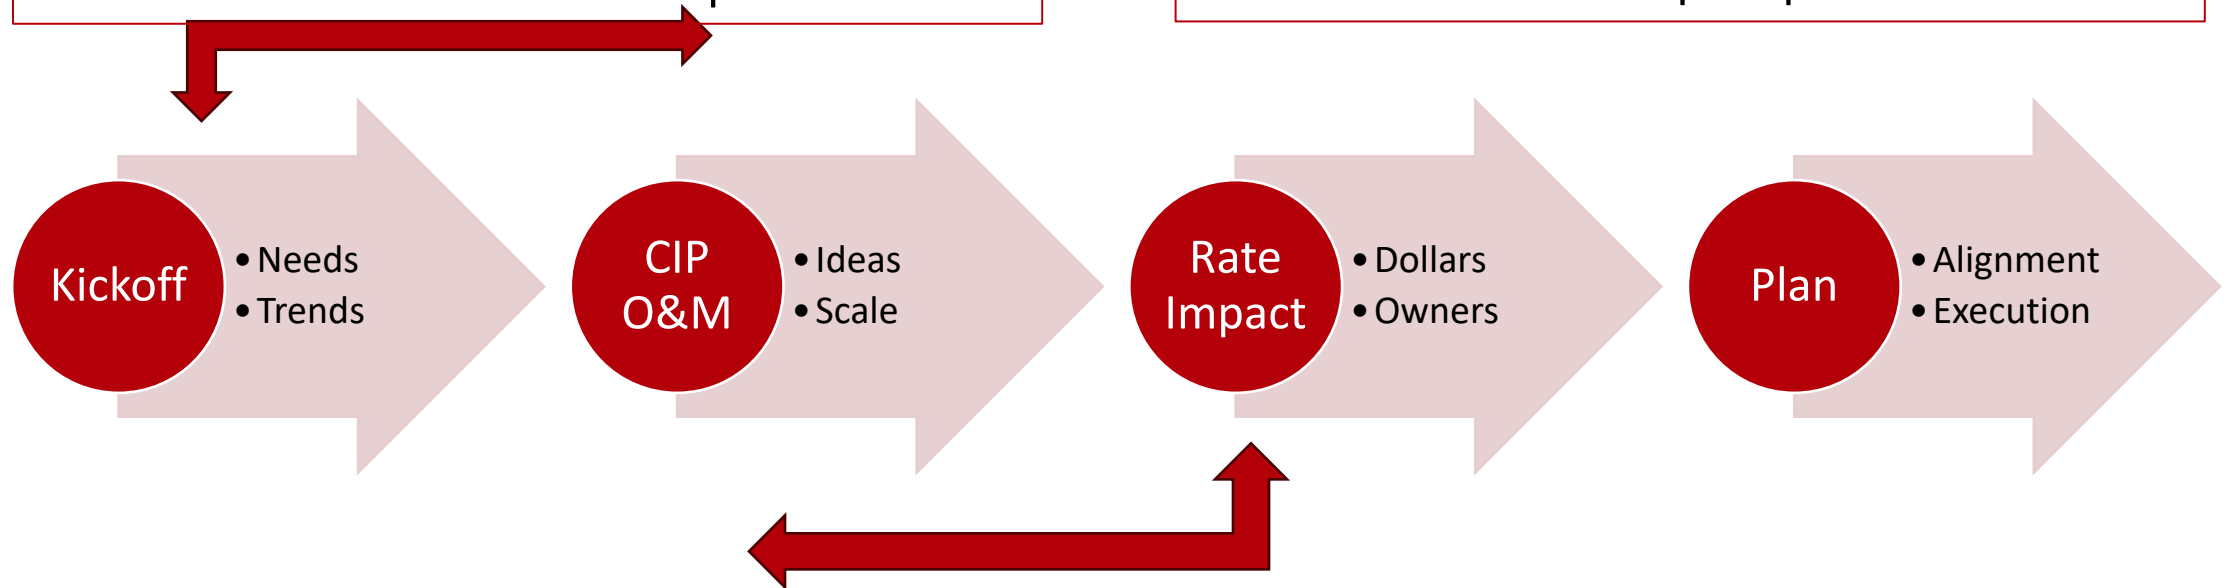 Kickoff
• Needs
• Trends
CIP
O&M
• Ideas
• Scale
Rate
Impact
• Dollars
• Owners
Plan
• Alignment
• Execution